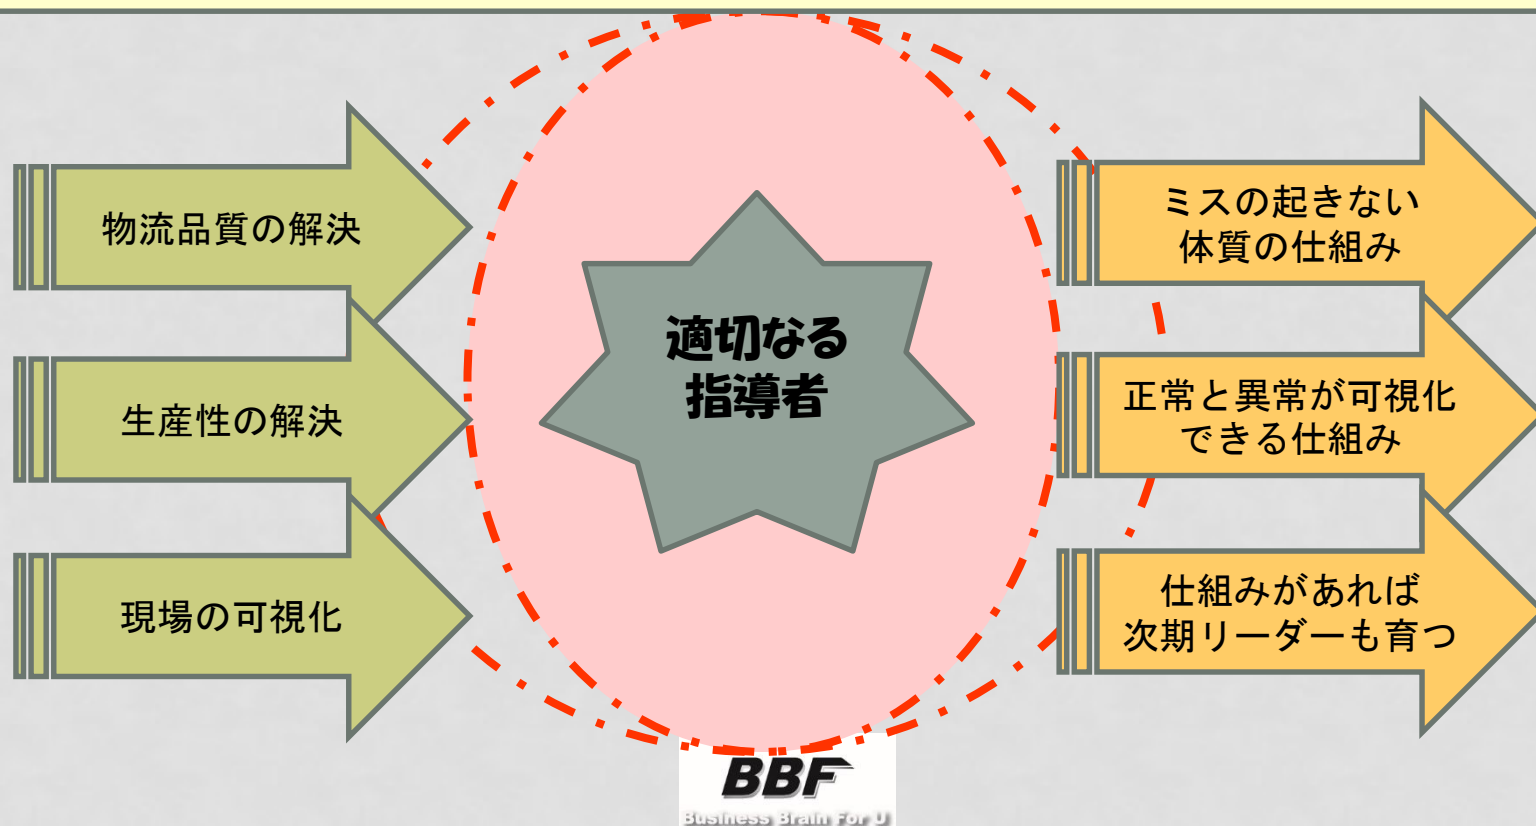 物流品質の解決
生産性の解決
現場の可視化
適切なる
指導者
ミスの起きない
体質の仕組み
正常と異常が可視化
できる仕組み
仕組みがあれば
次期リーダーも育つ
BBF
Business Brain For U